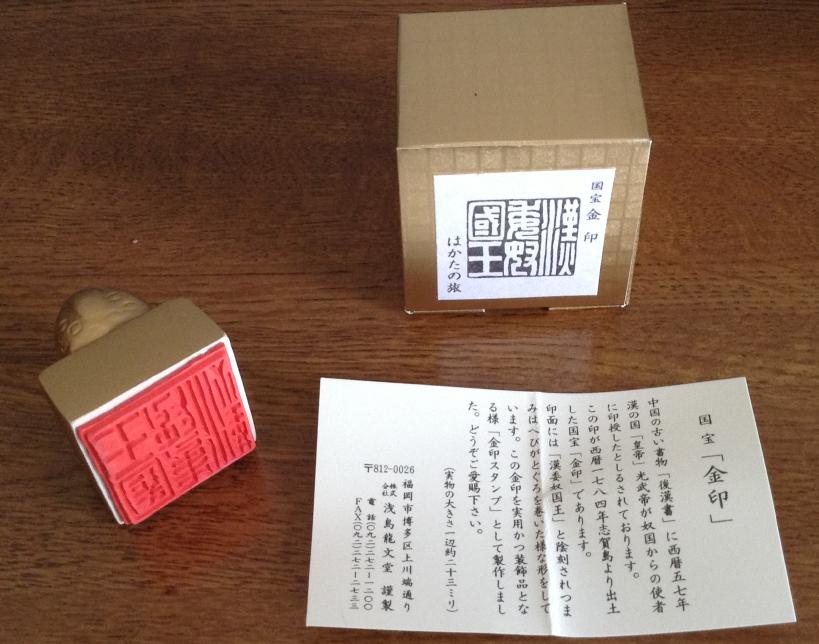 国宝金印
漢
委奴
國王
はかたの旅
国宝「金印」
中国の古い書物「後漢書」に西暦五七年
漢の国「皇帝」光武帝が奴国からの使者
に印授したとしるされております。
この印が西暦一七八四年志賀島より出土
した国宝「金印」であります。
印面には「漢委奴国王」と陰刻されつま
みはへびがとぐろを巻いた様な形をして
います。この金印を実用かつ装飾品とな
る様「金印スタンプ」として製作しまし
た。どうぞご愛賜下さい。
(実物の大きさ一辺約二十三ミリ)
〒812-0026
福岡市博多区上川端通り
株式会社 浅島龍文堂 謹製
電話(〇九二)二七二ー一二〇〇
FAX(〇九二)二七二ー二七三三